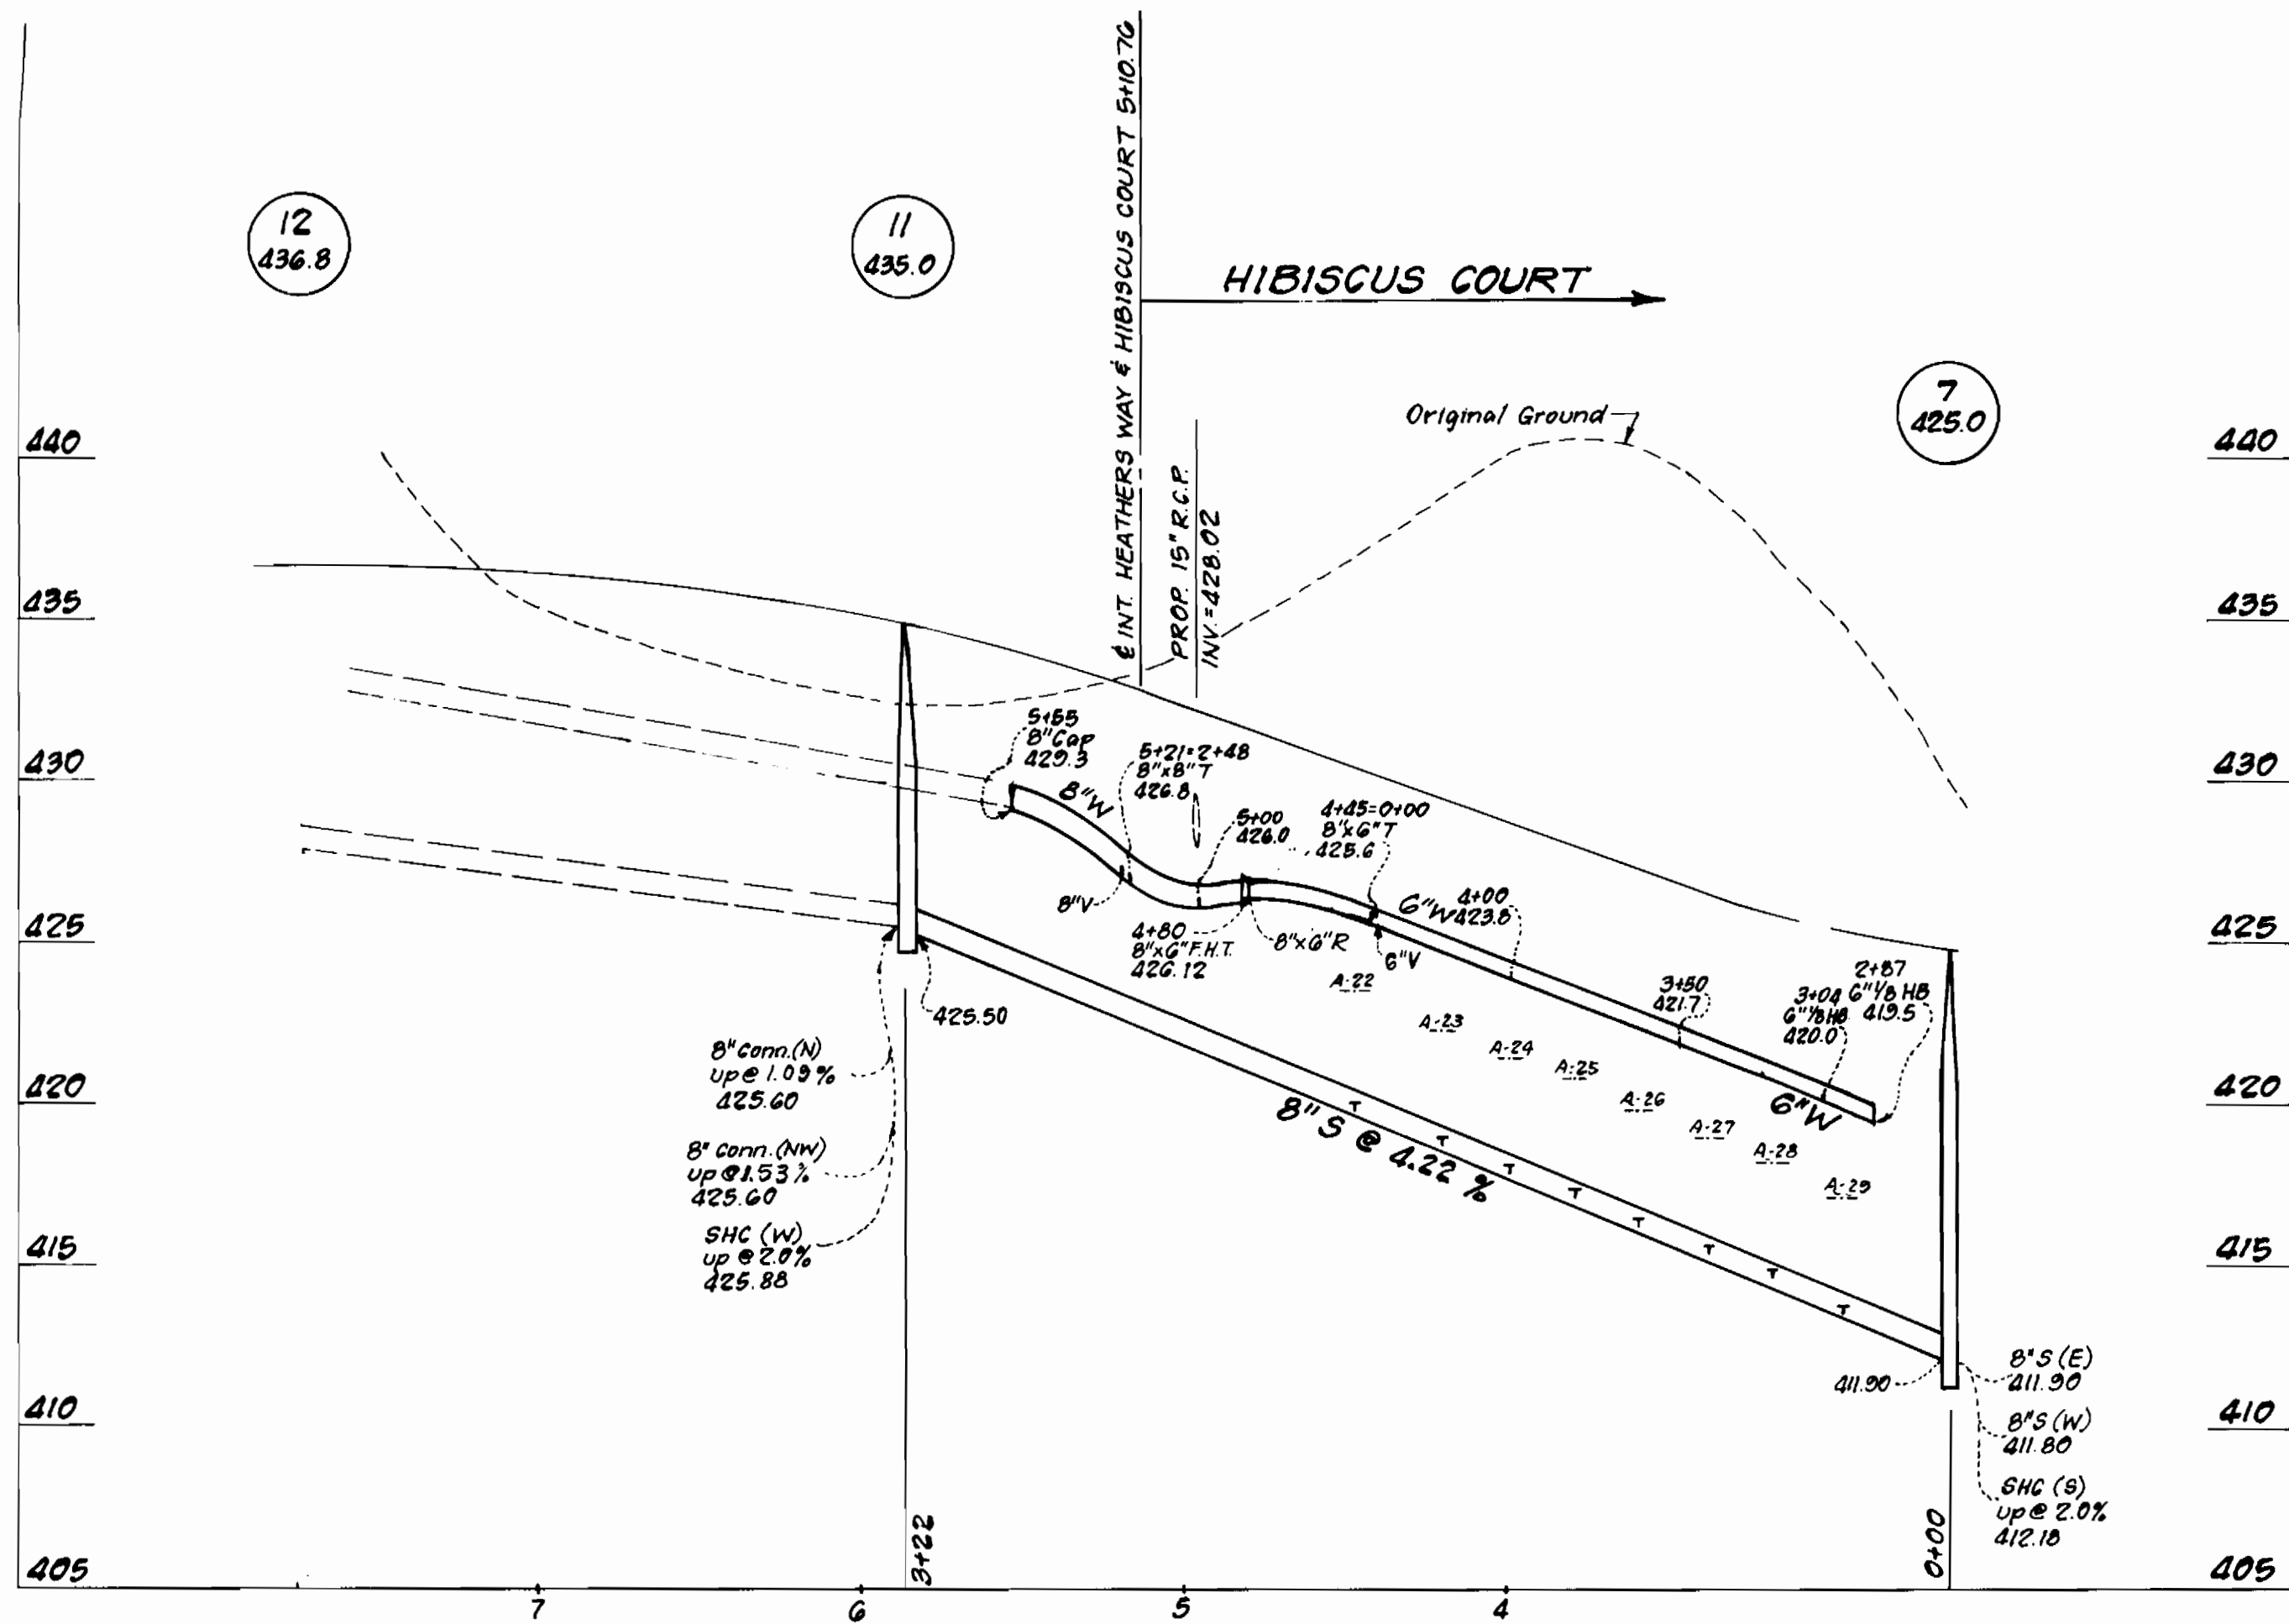 ℄ INT. HEATHERS WAY & HIBISCUS COURT 5+10.76
12
436.8
11
435.0
HIBISCUS COURT
7
425.0
Original Ground
440
440
PROP. 15" R.C.P.
INV.=428.02
435
435
430
430
425
425
420
420
415
415
410
410
405
405
5+55
8"Cap
429.3
8"W
5+21=2+48
8"x8"T
426.8
8"V
5+00
426.0
4+45=0+00
8"x6"T
425.6
4+80
8"x6"F.H.T.
426.12
8"x6"R
6"V
6"W
4+00
423.8
3+50
421.7
3+04
6"1/8HB
420.0
2+87
6"1/8 HB
419.5
6"W
A-22
A-23
A-24
A-25
A-26
A-27
A-28
A-29
425.50
8"Conn.(N)
up@ 1.09%
425.60
8" Conn.(NW)
up @1.53%
425.60
SHC (W)
up @ 2.0%
425.88
8" S @ 4.22 %
T
T
T
T
T
T
T
T
411.90
8"S (E)
411.90
8"S (W)
411.80
SHC (S)
up@ 2.0%
412.18
3+22
0+00
7
6
5
4